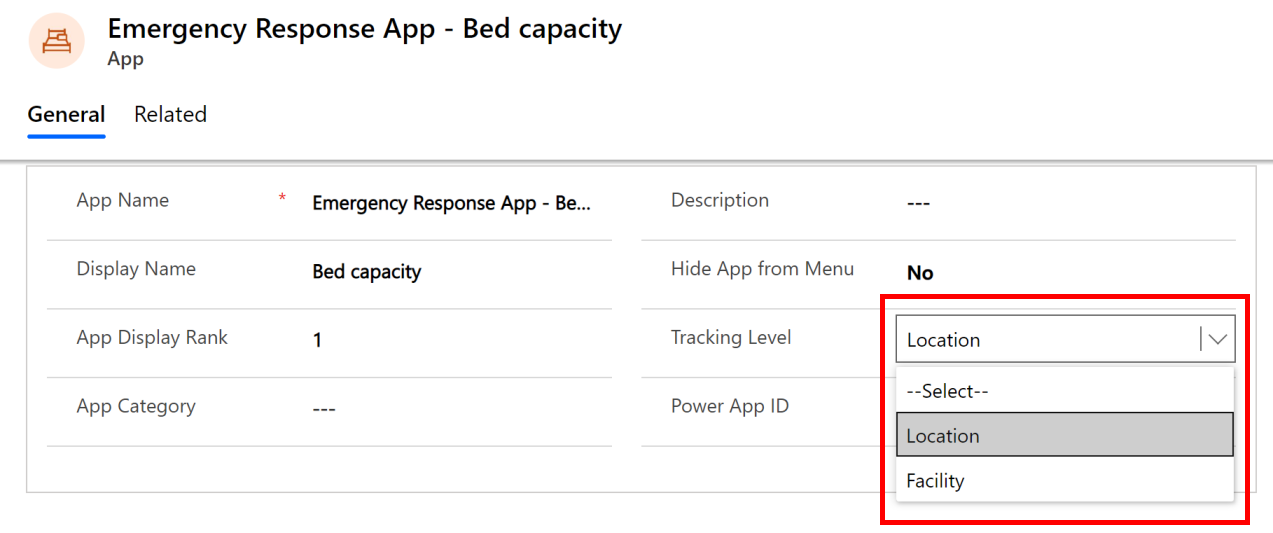 Emergency Response App - Bed capacity
App
General Related
App Name * Emergency Response App - Be...
Description ---
Display Name Bed capacity
Hide App from Menu No
App Display Rank 1
Tracking Level Location
--Select--
App Category ---
Power App ID
Location
Facility